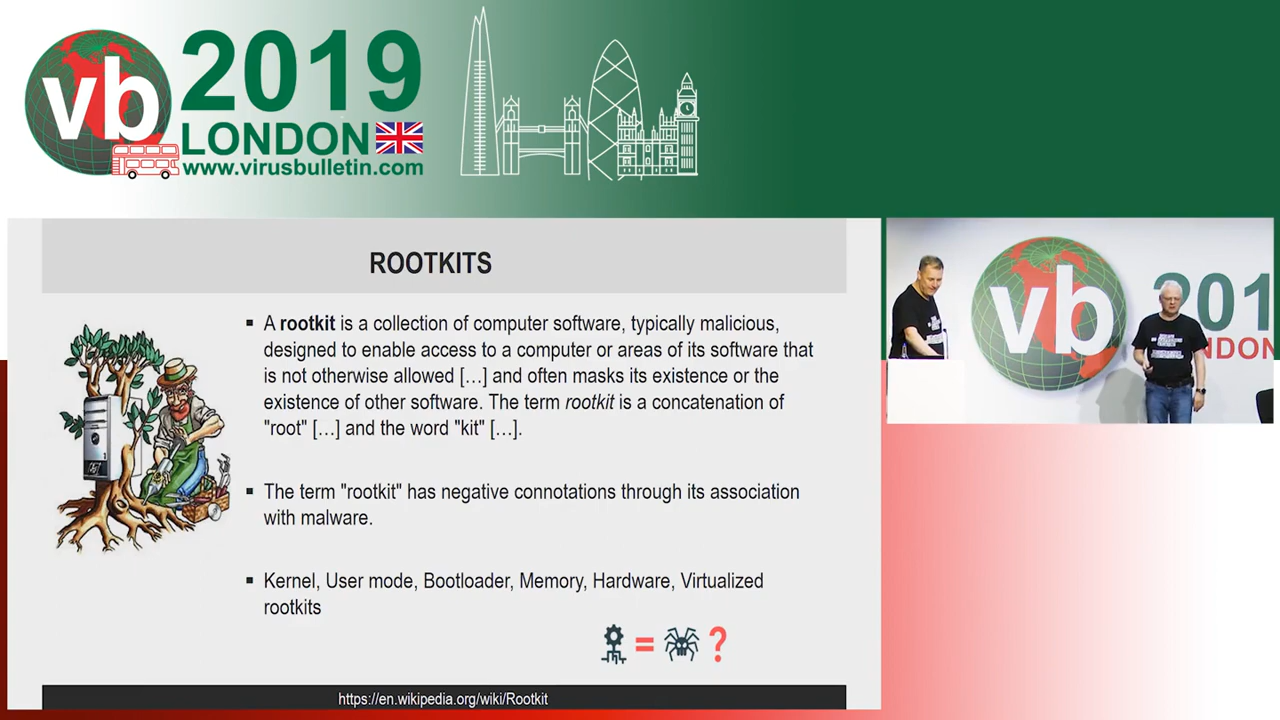 vb
2019
LONDON
www.virusbulletin.com
ROOTKITS
▪ A rootkit is a collection of computer software, typically malicious,
designed to enable access to a computer or areas of its software that
is not otherwise allowed […] and often masks its existence or the
existence of other software. The term rootkit is a concatenation of
"root" […] and the word "kit" […].
▪ The term "rootkit" has negative connotations through its association
with malware.
▪ Kernel, User mode, Bootloader, Memory, Hardware, Virtualized
rootkits
= ?
https://en.wikipedia.org/wiki/Rootkit
vb
201
NDON